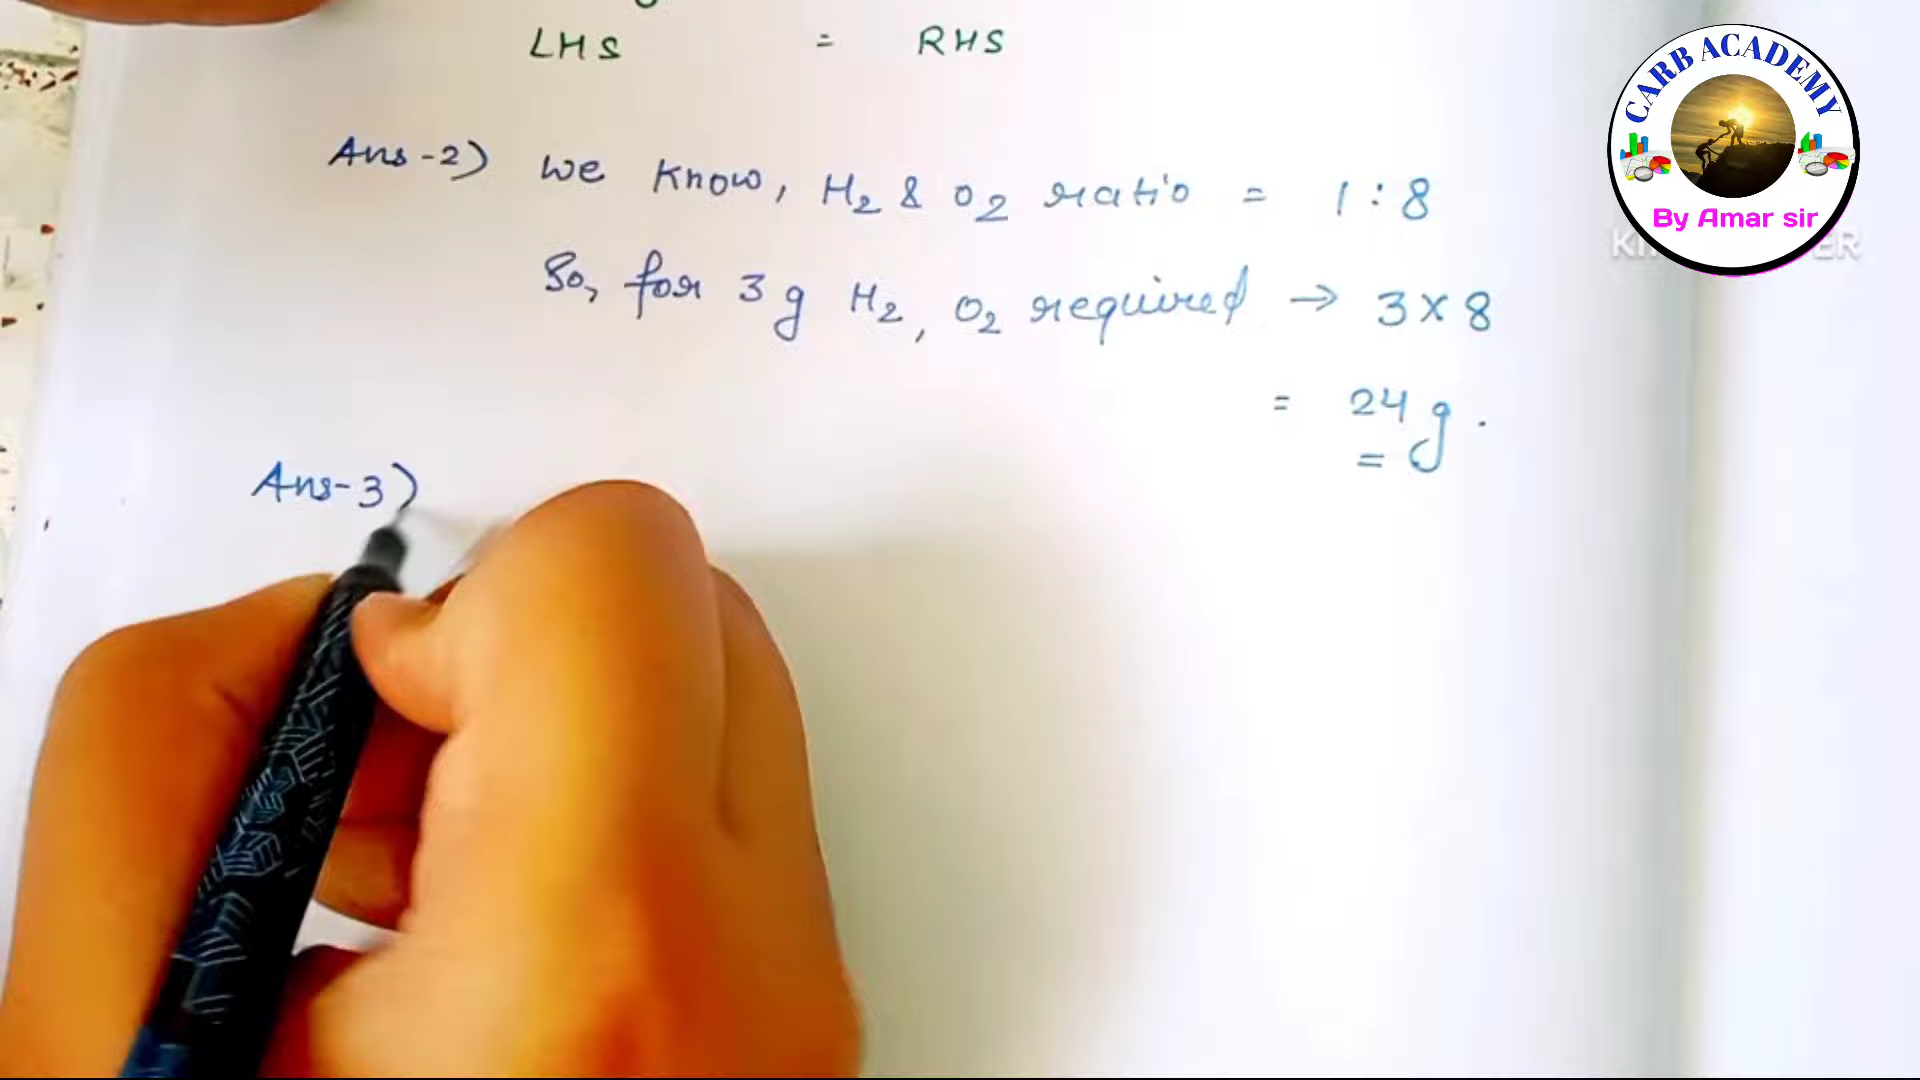 LHS = RHS
Ans-2) We know, H₂ & O₂ ratio = 1:8
So, for 3g H₂, O₂ required → 3×8
= 24g.
Ans-3)
CARB ACADEMY
By Amar sir